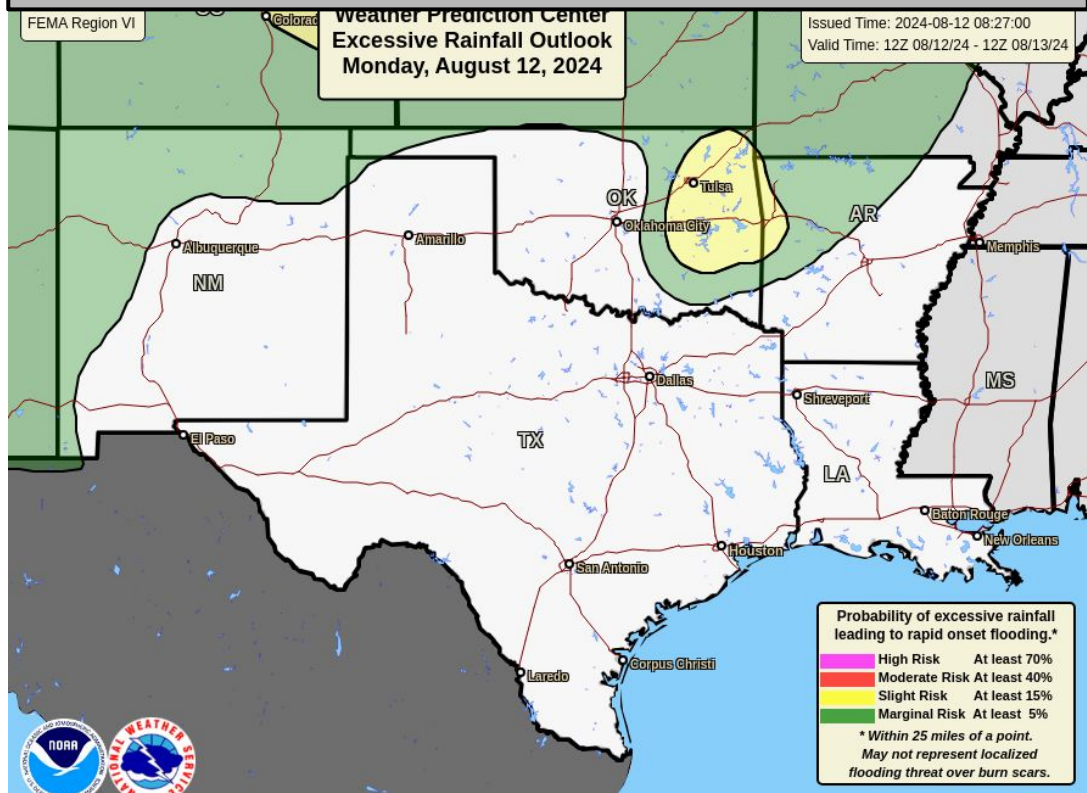 FEMA Region VI
Weather Prediction Center
Excessive Rainfall Outlook
Monday, August 12, 2024
Issued Time: 2024-08-12 08:27:00
Valid Time: 12Z 08/12/24 - 12Z 08/13/24
Tulsa
OK
Oklahoma City
AR
Albuquerque
Amarillo
Memphis
NM
Dallas
MS
Shreveport
El Paso
TX
LA
Baton Rouge
New Orleans
Houston
San Antonio
Corpus Christi
Laredo
Probability of excessive rainfall
leading to rapid onset flooding.*
High Risk At least 70%
Moderate Risk At least 40%
Slight Risk At least 15%
Marginal Risk At least 5%
* Within 25 miles of a point.
May not represent localized
flooding threat over burn scars.
NOAA
NATIONAL WEATHER SERVICE